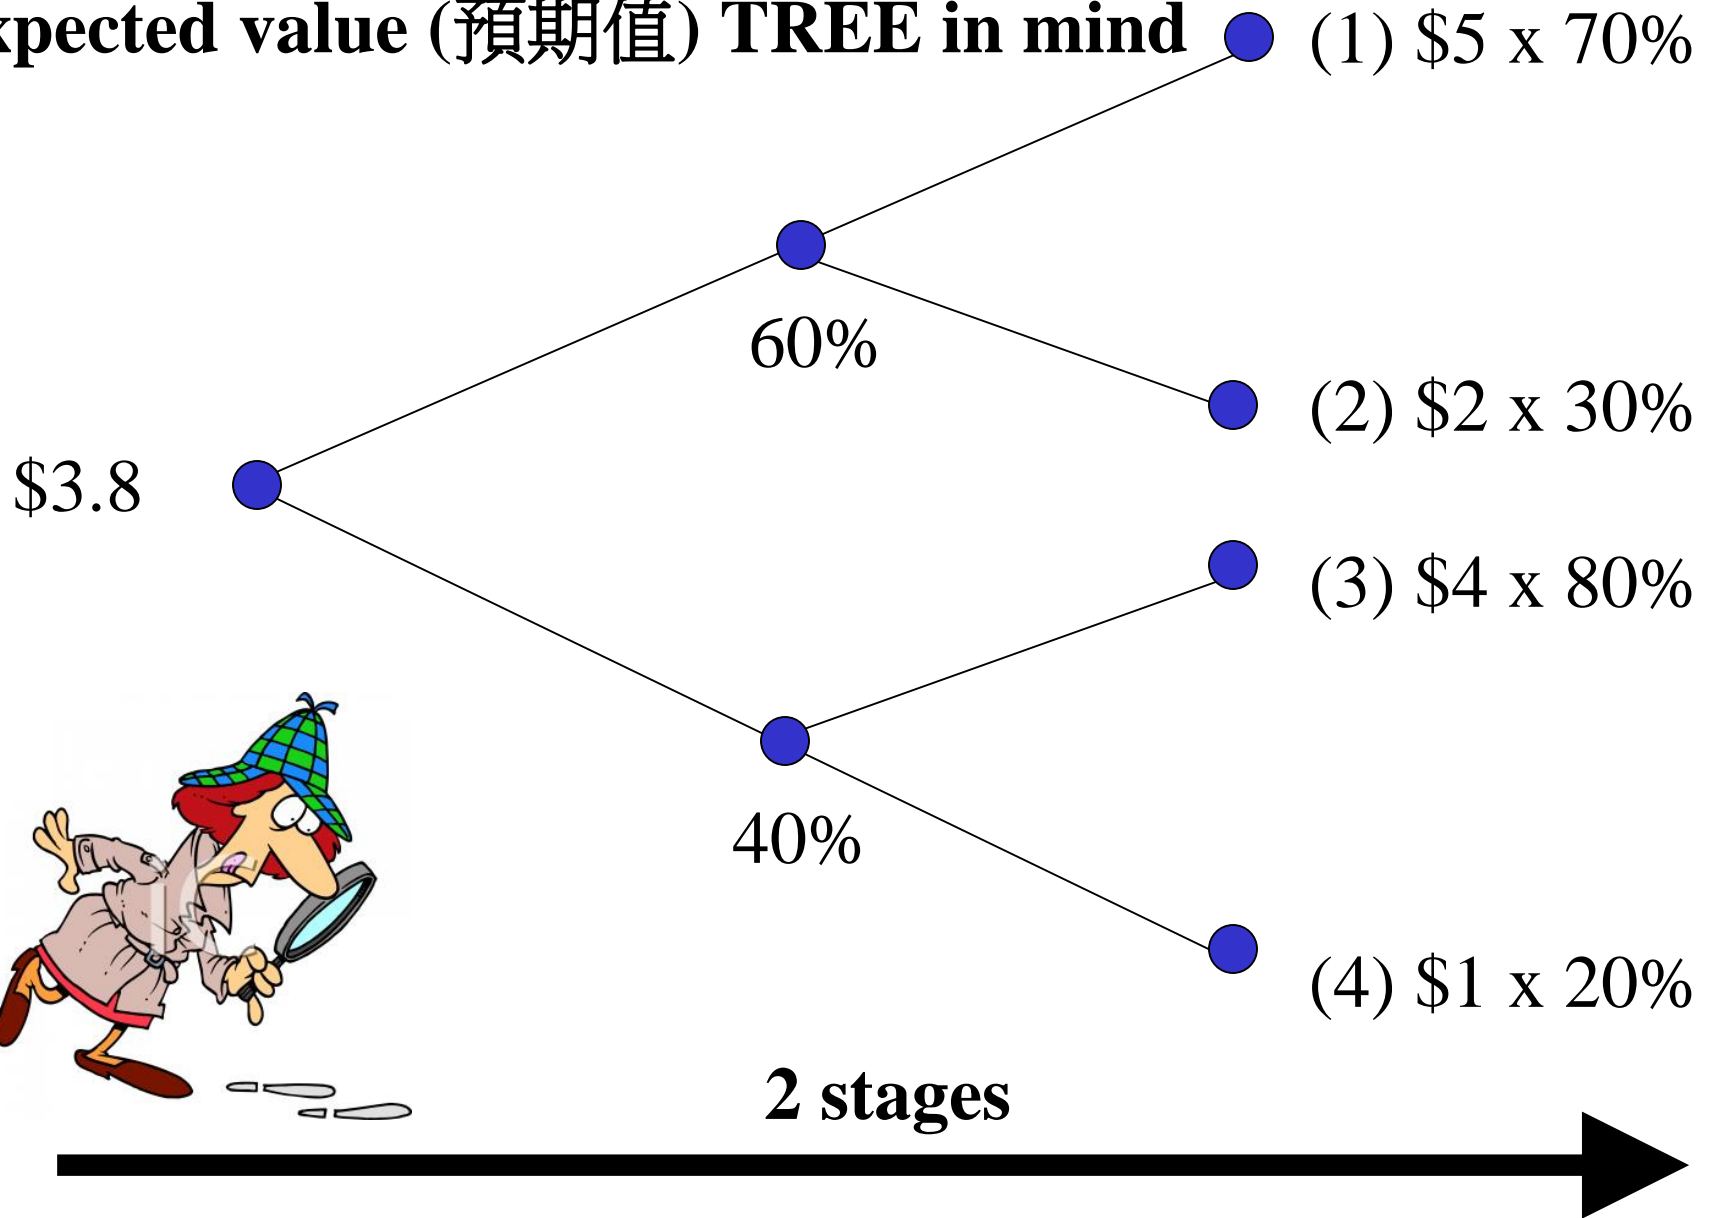 xpected value (預期值) TREE in mind
(1) $5 x 70%
60%
(2) $2 x 30%
$3.8
(3) $4 x 80%
40%
(4) $1 x 20%
2 stages